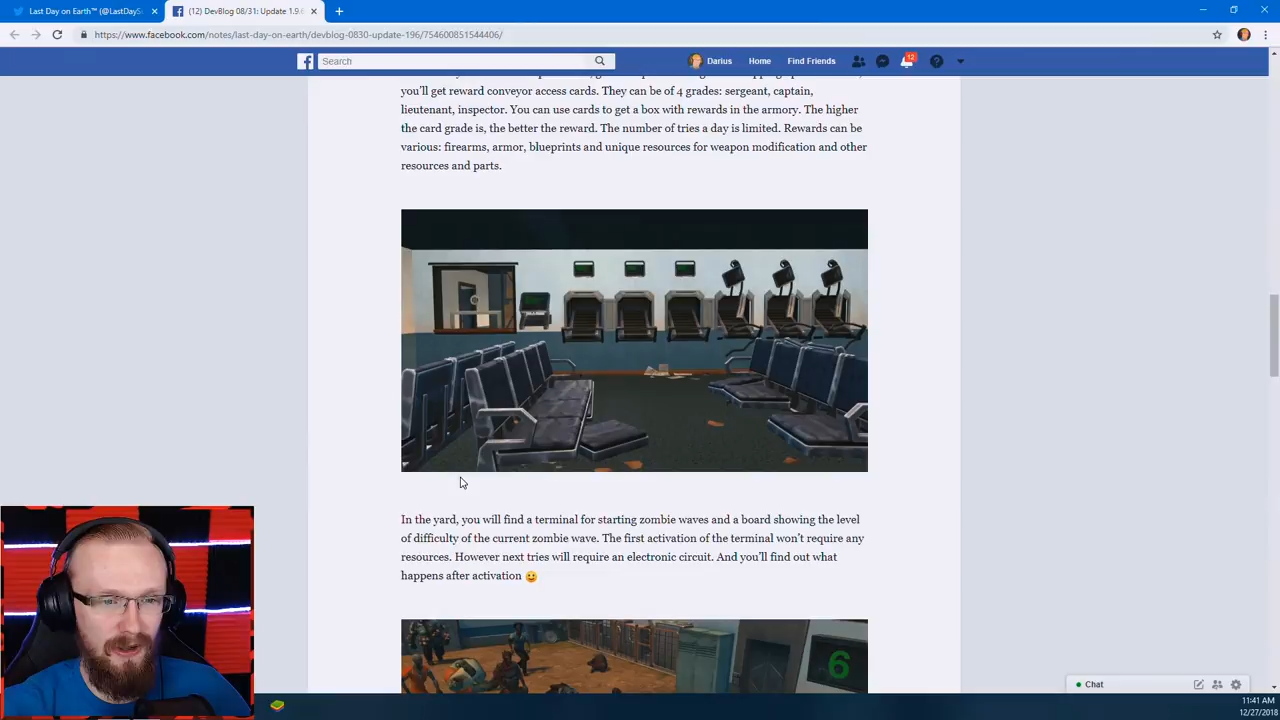 Last Day on Earth™ (@LastDayS
(12) DevBlog 08/31: Update 1.9.6
https://www.facebook.com/notes/last-day-on-earth/devblog-0830-update-196/754600851544406/
Search
Darius
Home
Find Friends
12
you'll get reward conveyor access cards. They can be of 4 grades: sergeant, captain,
lieutenant, inspector. You can use cards to get a box with rewards in the armory. The higher
the card grade is, the better the reward. The number of tries a day is limited. Rewards can be
various: firearms, armor, blueprints and unique resources for weapon modification and other
resources and parts.
In the yard, you will find a terminal for starting zombie waves and a board showing the level
of difficulty of the current zombie wave. The first activation of the terminal won't require any
resources. However next tries will require an electronic circuit. And you'll find out what
happens after activation 😀
6
Chat
11:41 AM
12/27/2018